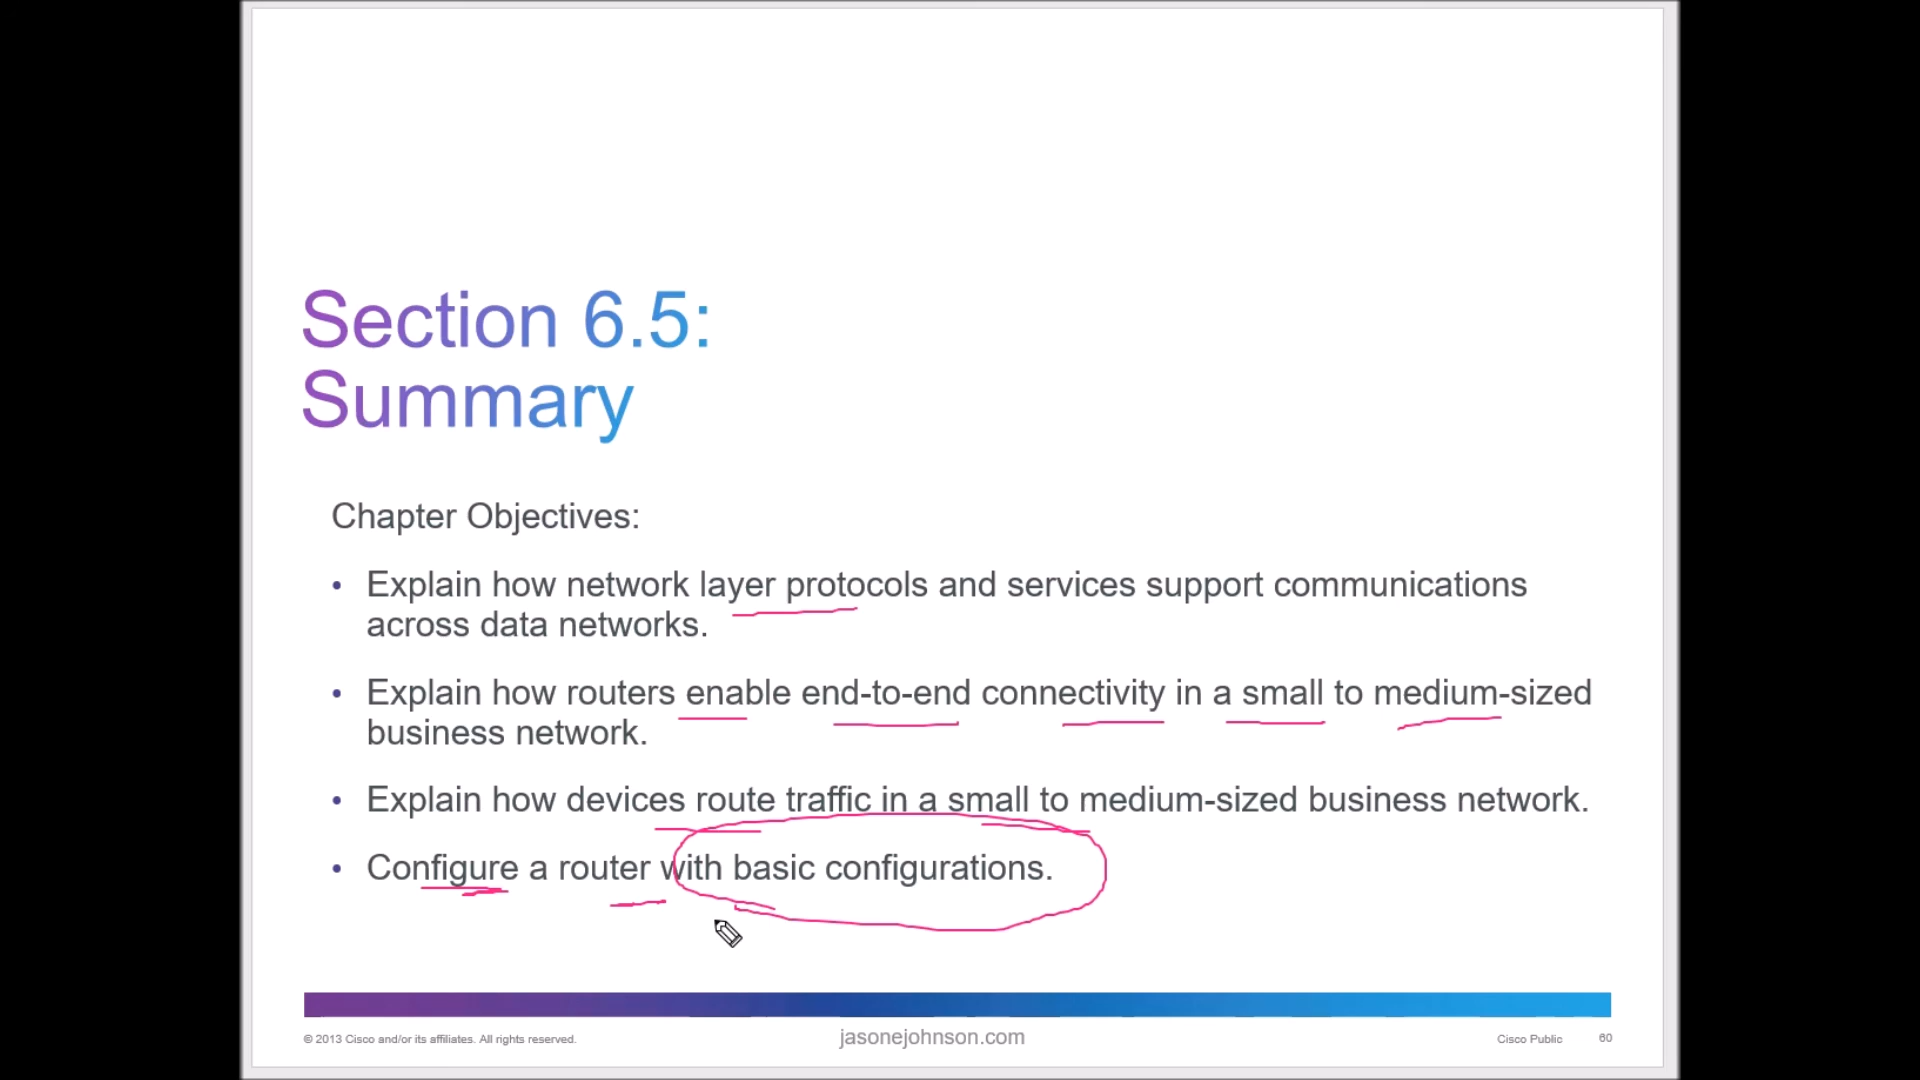 Section 6.5:
Summary
Chapter Objectives:
• Explain how network layer protocols and services support communications
across data networks.
• Explain how routers enable end-to-end connectivity in a small to medium-sized
business network.
• Explain how devices route traffic in a small to medium-sized business network.
• Configure a router with basic configurations.
© 2013 Cisco and/or its affiliates. All rights reserved. jasonejohnson.com Cisco Public 60